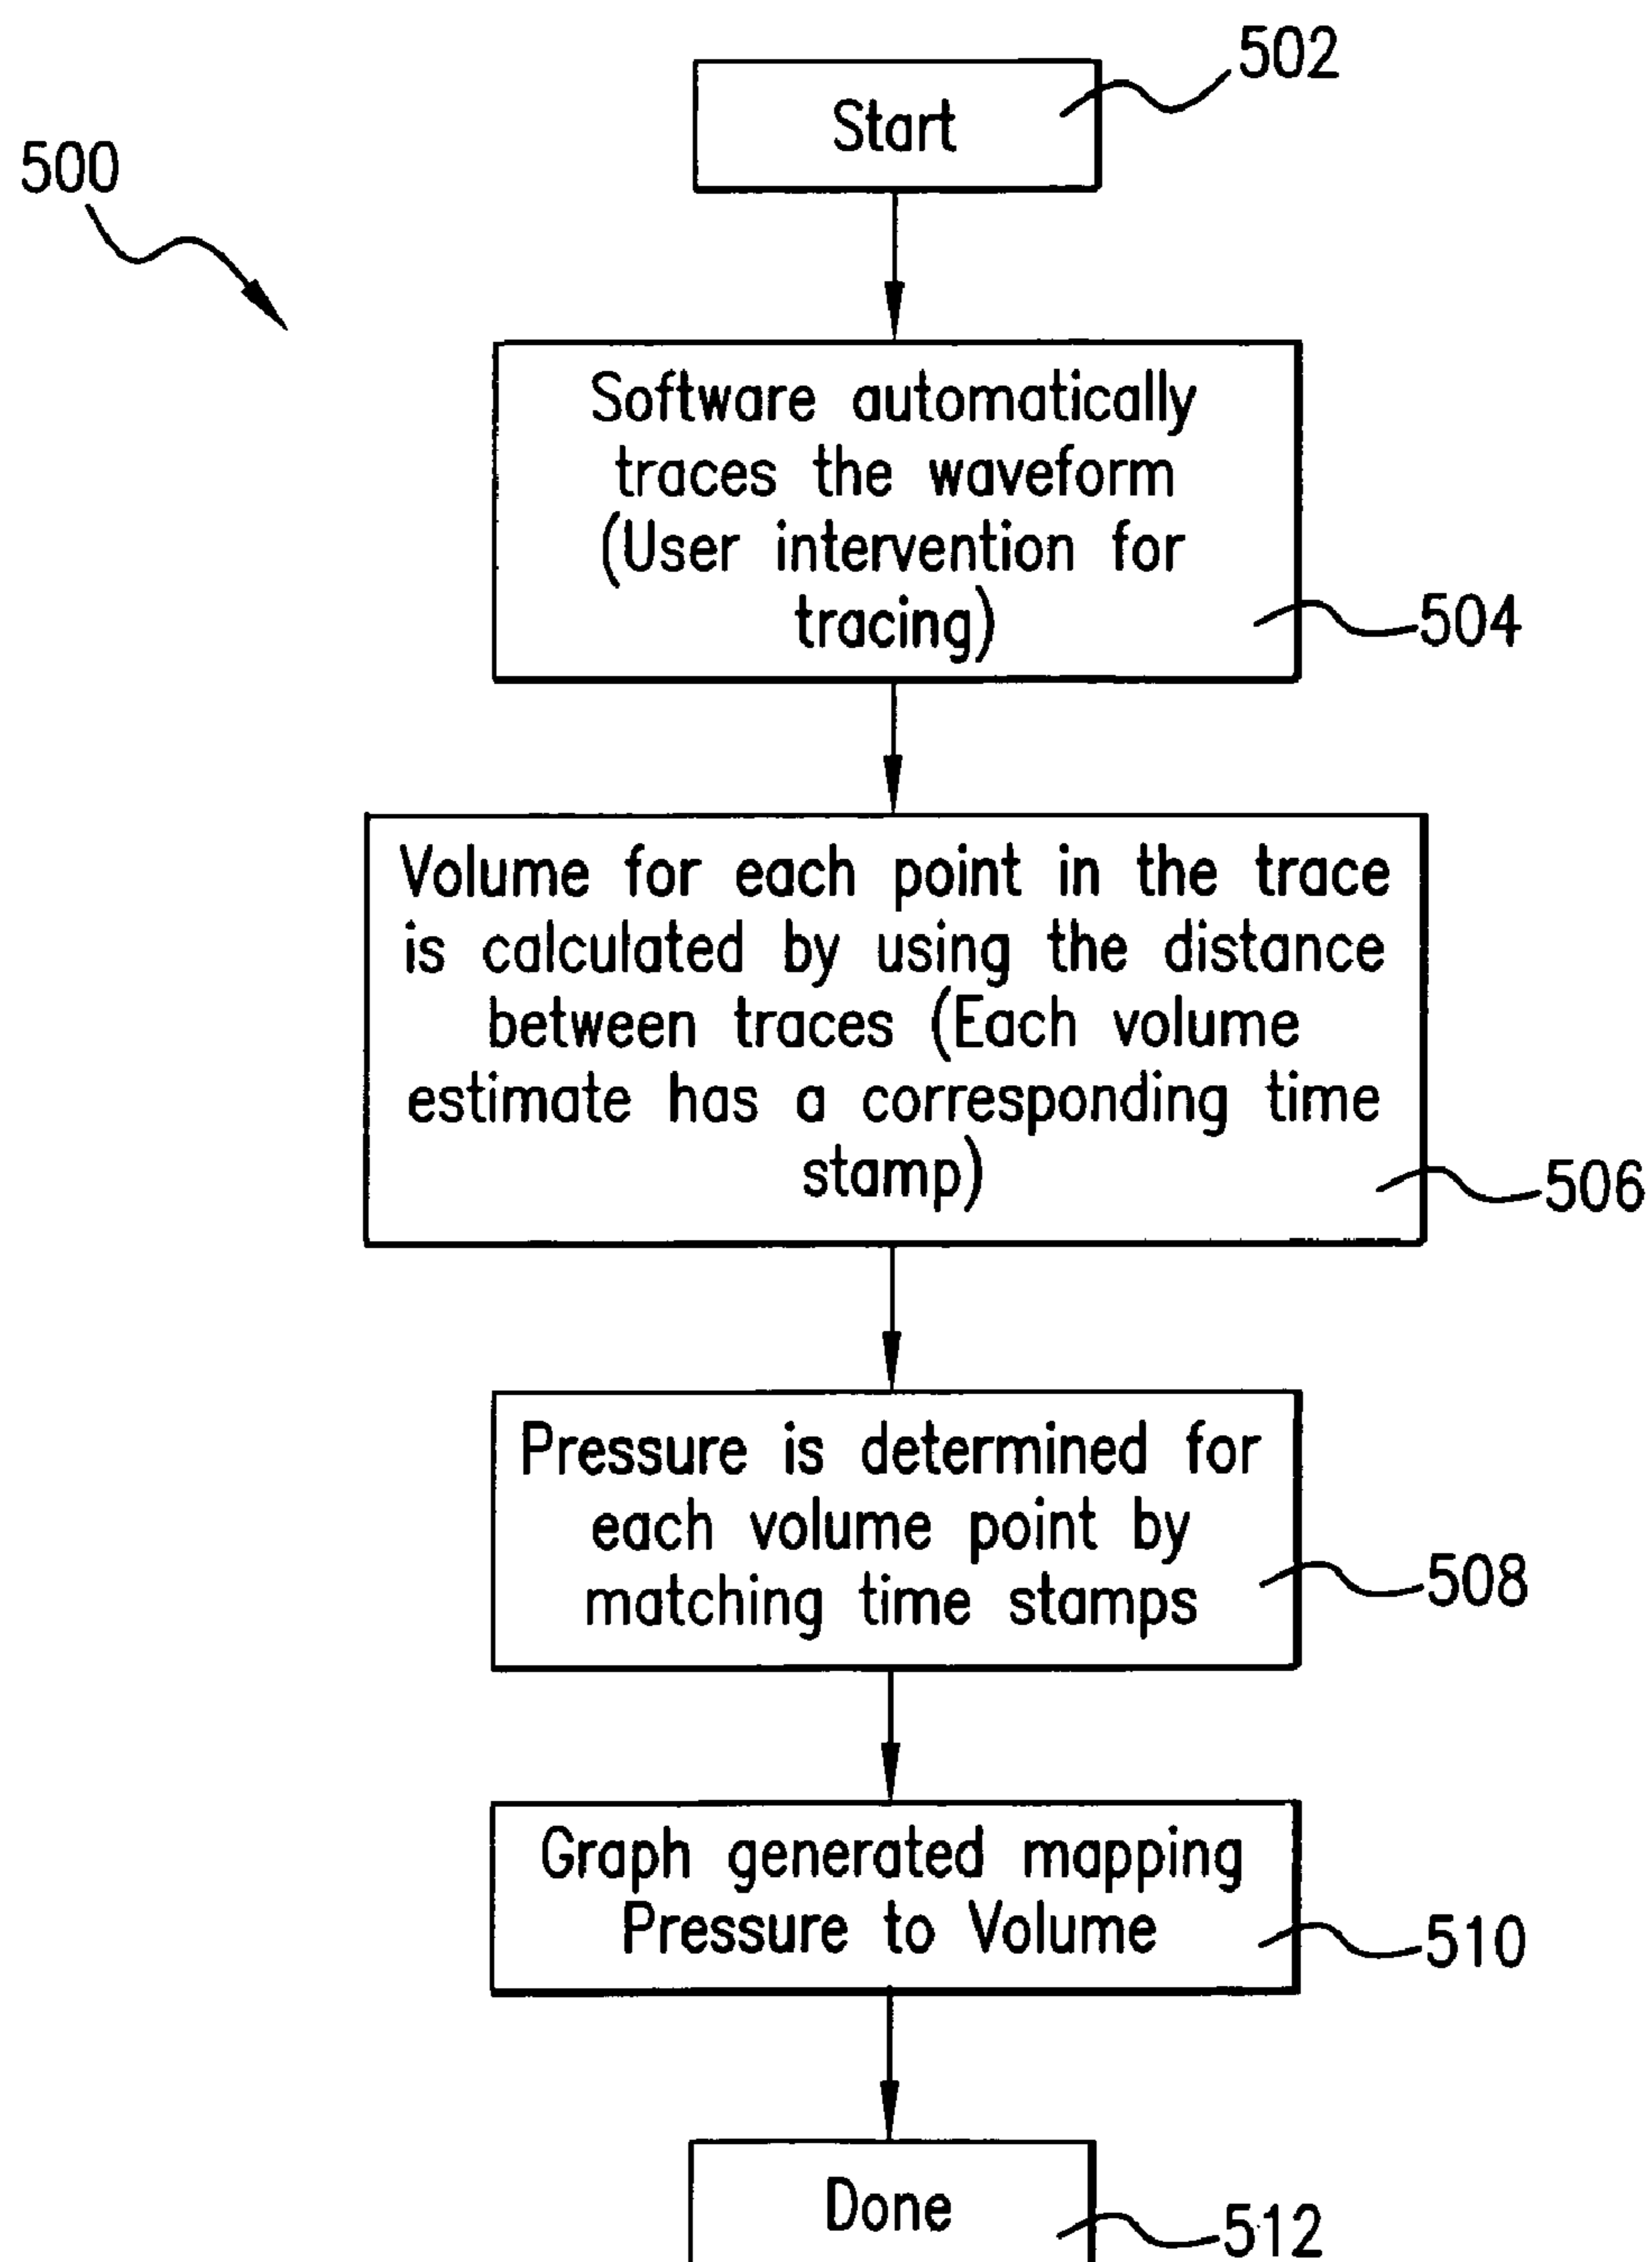 502
Start
500
Software automatically
traces the waveform
(User intervention for
tracing)
504
Volume for each point in the trace
is calculated by using the distance
between traces (Each volume
estimate has a corresponding time
stamp)
506
Pressure is determined for
each volume point by
matching time stamps
508
Graph generated mapping
Pressure to Volume
510
Done
512